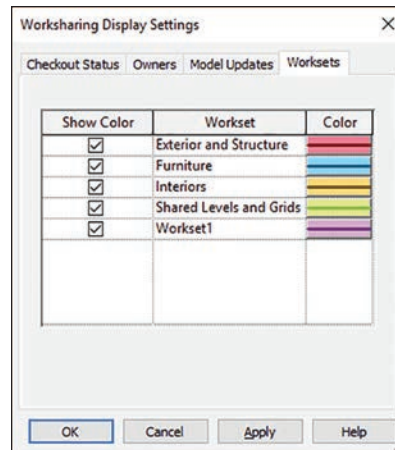 Worksharing Display Settings
Checkout Status Owners Model Updates Worksets
Show Color Workset Color
Exterior and Structure
Furniture
Interiors
Shared Levels and Grids
Workset1
OK Cancel Apply Help